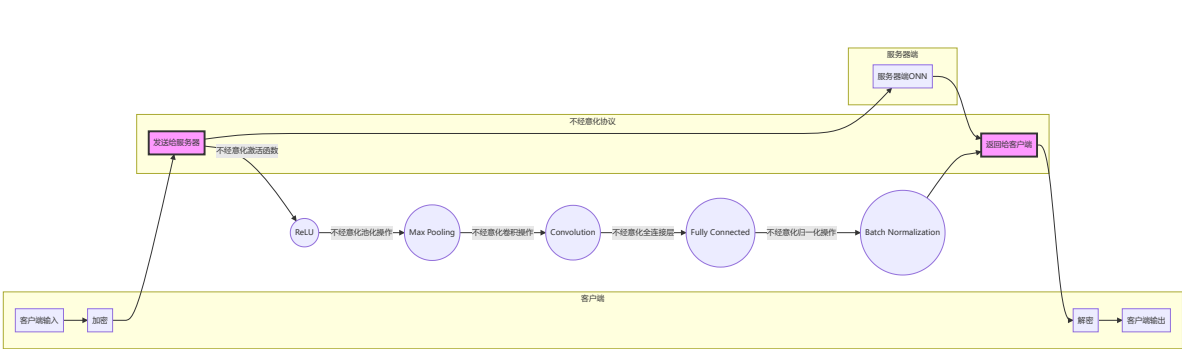 服务器端
服务器端ONN
不经意化协议
发送给服务器
不经意化激活函数
返回给客户端
ReLU
不经意化池化操作
Max Pooling
不经意化卷积操作
Convolution
不经意化全连接层
Fully Connected
不经意化归一化操作
Batch Normalization
客户端
客户端输入
加密
解密
客户端输出